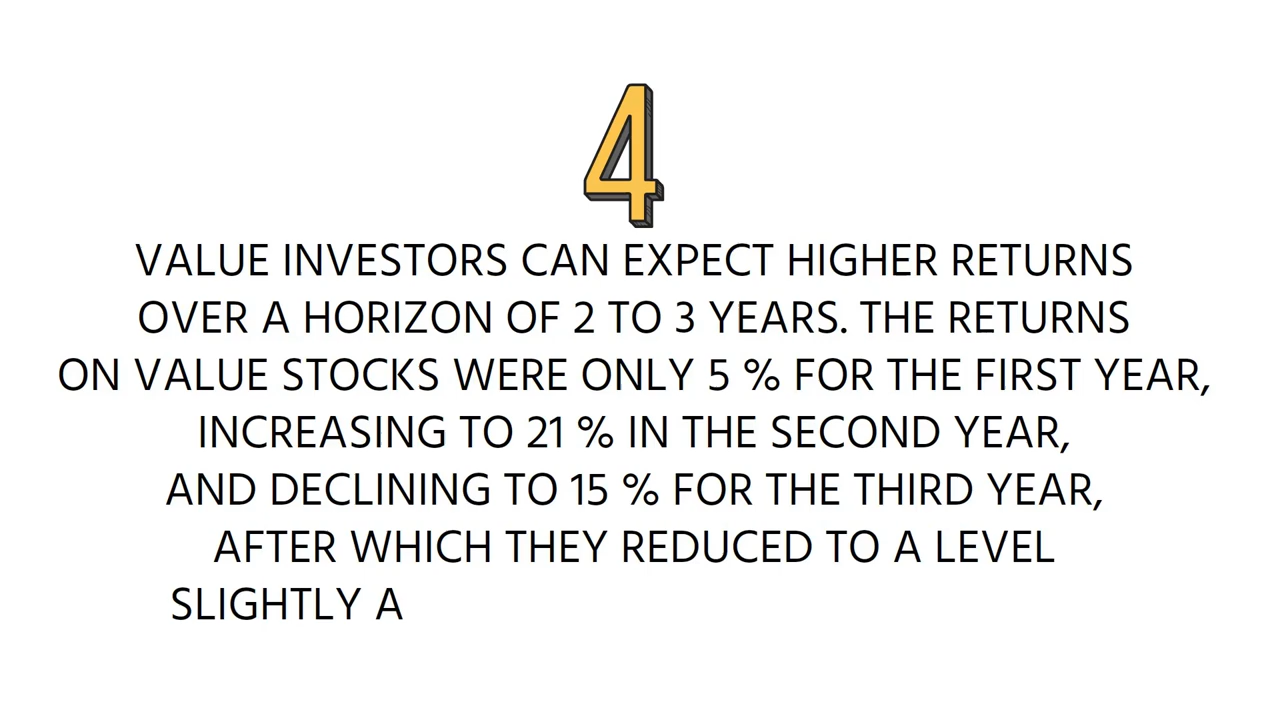 4
VALUE INVESTORS CAN EXPECT HIGHER RETURNS
OVER A HORIZON OF 2 TO 3 YEARS. THE RETURNS
ON VALUE STOCKS WERE ONLY 5 % FOR THE FIRST YEAR,
INCREASING TO 21 % IN THE SECOND YEAR,
AND DECLINING TO 15 % FOR THE THIRD YEAR,
AFTER WHICH THEY REDUCED TO A LEVEL
SLIGHTLY A